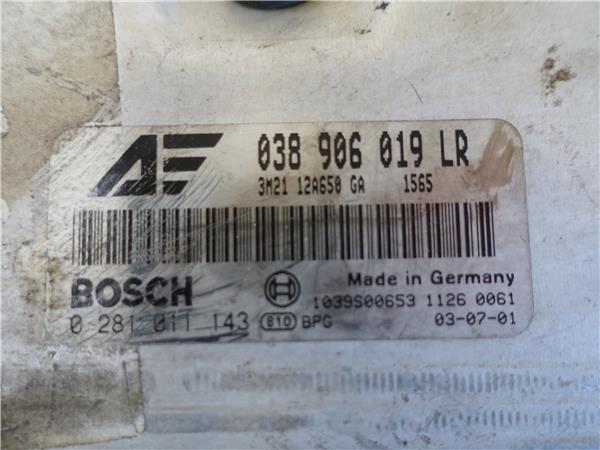 AF 038 906 019 LR
3M21 12A650 GA 1565
BOSCH Made in Germany
1039S00653 1126 0061
0 281 011 143 810 BPG 03-07-01